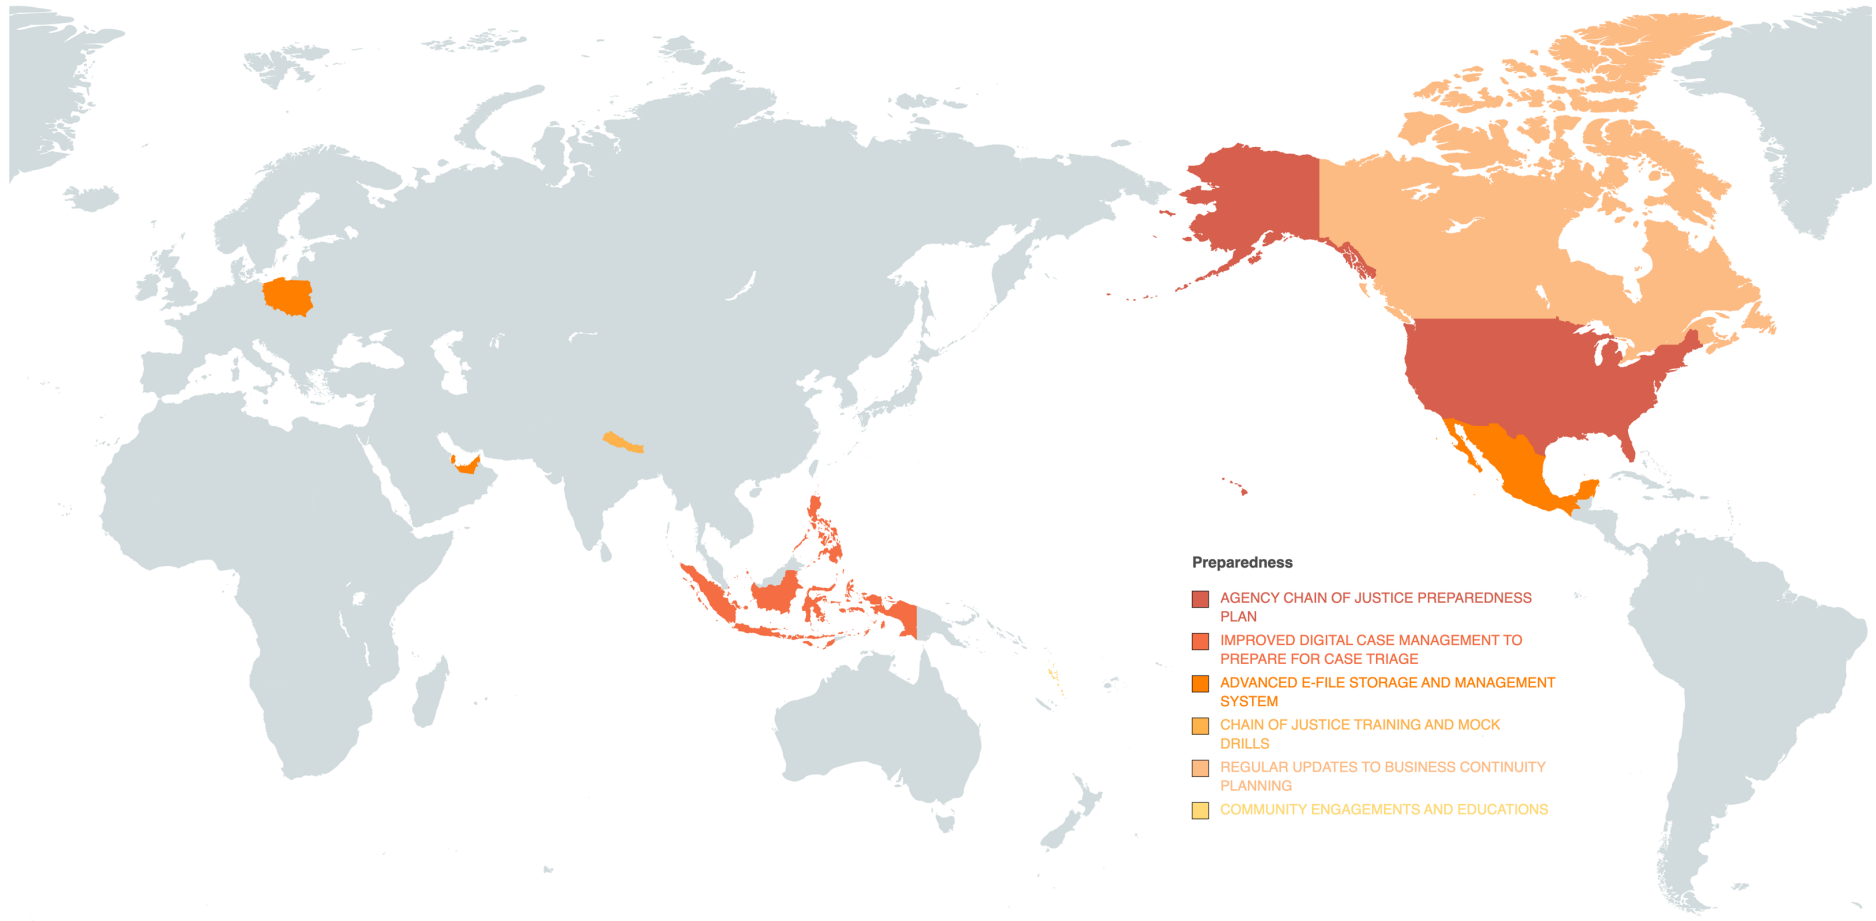 Preparedness
AGENCY CHAIN OF JUSTICE PREPAREDNESS
PLAN
IMPROVED DIGITAL CASE MANAGEMENT TO
PREPARE FOR CASE TRIAGE
ADVANCED E-FILE STORAGE AND MANAGEMENT
SYSTEM
CHAIN OF JUSTICE TRAINING AND MOCK
DRILLS
REGULAR UPDATES TO BUSINESS CONTINUITY
PLANNING
COMMUNITY ENGAGEMENTS AND EDUCATIONS